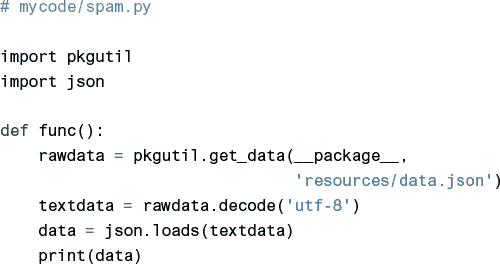 # mycode/spam.py

import pkgutil
import json

def func():
    rawdata = pkgutil.get_data(__package__,
                               'resources/data.json')
    textdata = rawdata.decode('utf-8')
    data = json.loads(textdata)
    print(data)